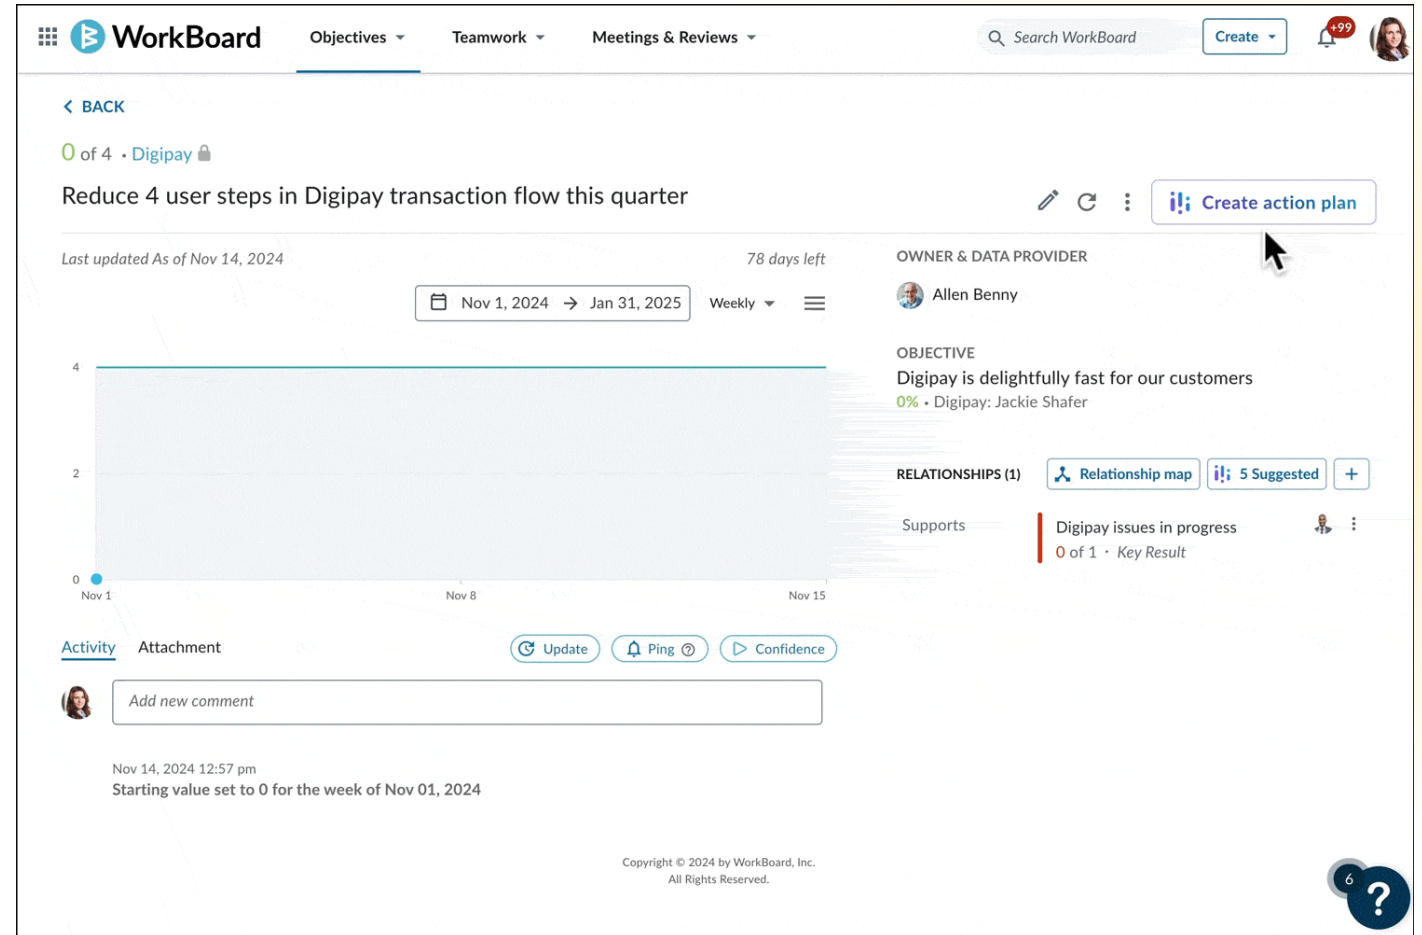 WorkBoard
Objectives
Teamwork
Meetings & Reviews
Search WorkBoard
Create
+99
BACK
0 of 4 • Digipay
Reduce 4 user steps in Digipay transaction flow this quarter
Create action plan
Last updated As of Nov 14, 2024
78 days left
Nov 1, 2024 → Jan 31, 2025
Weekly
4
2
0
Nov 1
Nov 8
Nov 15
OWNER & DATA PROVIDER
Allen Benny
OBJECTIVE
Digipay is delightfully fast for our customers
0% • Digipay: Jackie Shafer
RELATIONSHIPS (1)
Relationship map
5 Suggested
+
Supports
Digipay issues in progress
0 of 1 • Key Result
Activity
Attachment
Update
Ping ?
Confidence
Add new comment
Nov 14, 2024 12:57 pm
Starting value set to 0 for the week of Nov 01, 2024
Copyright © 2024 by WorkBoard, Inc.
All Rights Reserved.
6
?